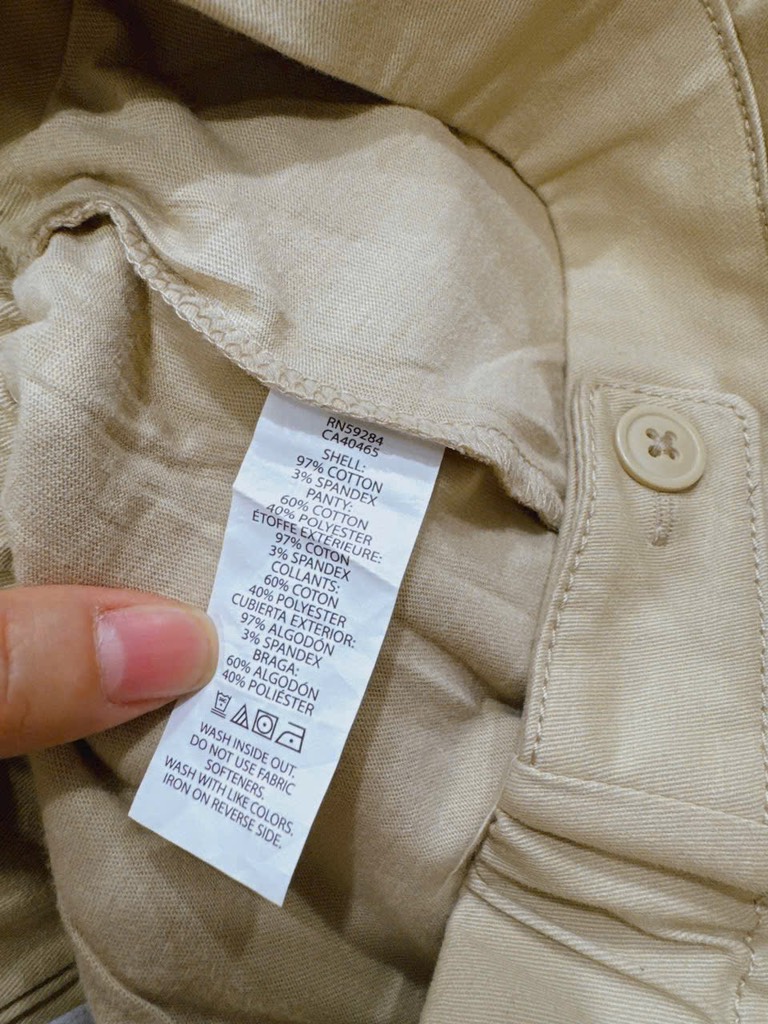 RN59284
CA40465
SHELL:
97% COTTON
3% SPANDEX
PANTY:
60% COTTON
40% POLYESTER
ÉTOFFE EXTÉRIEURE:
97% COTON
3% SPANDEX
COLLANTS:
60% COTON
40% POLYESTER
CUBIERTA EXTERIOR:
97% ALGODÓN
3% SPANDEX
BRAGA:
60% ALGODÓN
40% POLIÉSTER
WASH INSIDE OUT.
DO NOT USE FABRIC
SOFTENERS.
WASH WITH LIKE COLORS.
IRON ON REVERSE SIDE.